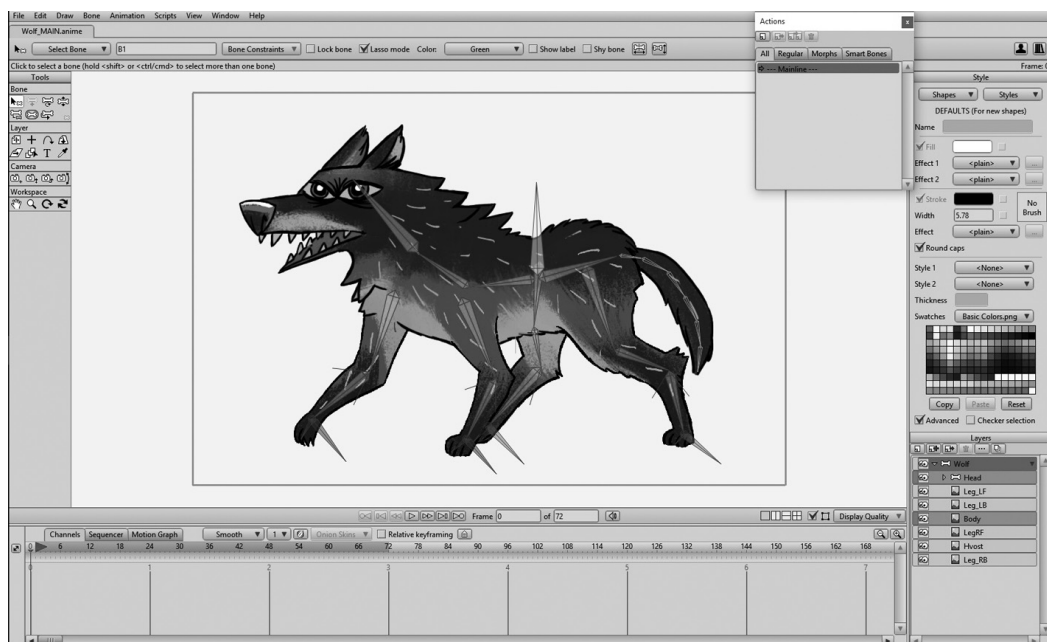 File Edit Draw Bone Animation Scripts View Window Help
Wolf_MAIN.anime
Select Bone B1 Bone Constraints Lock bone Lasso mode Color: Green Show label Shy bone
Click to select a bone (hold <shift> or <ctrl/cmd> to select more than one bone) Frame: 0
Actions
All Regular Morphs Smart Bones
--- Mainline ---
Tools
Bone
Layer
Camera
Workspace
Style
Shapes Styles
DEFAULTS (For new shapes)
Name
Fill
Effect 1 <plain> ...
Effect 2 <plain> ...
Stroke
No Brush
Width 5.78
Effect <plain> ...
Round caps
Style 1 <None>
Style 2 <None>
Thickness
Swatches Basic Colors.png
Copy Paste Reset
Advanced Checker selection
Layers
Wolf
Head
Leg_LF
Leg_LB
Body
LegRF
Hvost
Leg_RB
Frame 0 of 72 Display Quality
Channels Sequencer Motion Graph Smooth 1 Onion Skins Relative keyframing
0 6 12 18 24 30 36 42 48 54 60 66 72 78 84 90 96 102 108 114 120 126 132 138 144 150 156 162 168
0 1 2 3 4 5 6 7